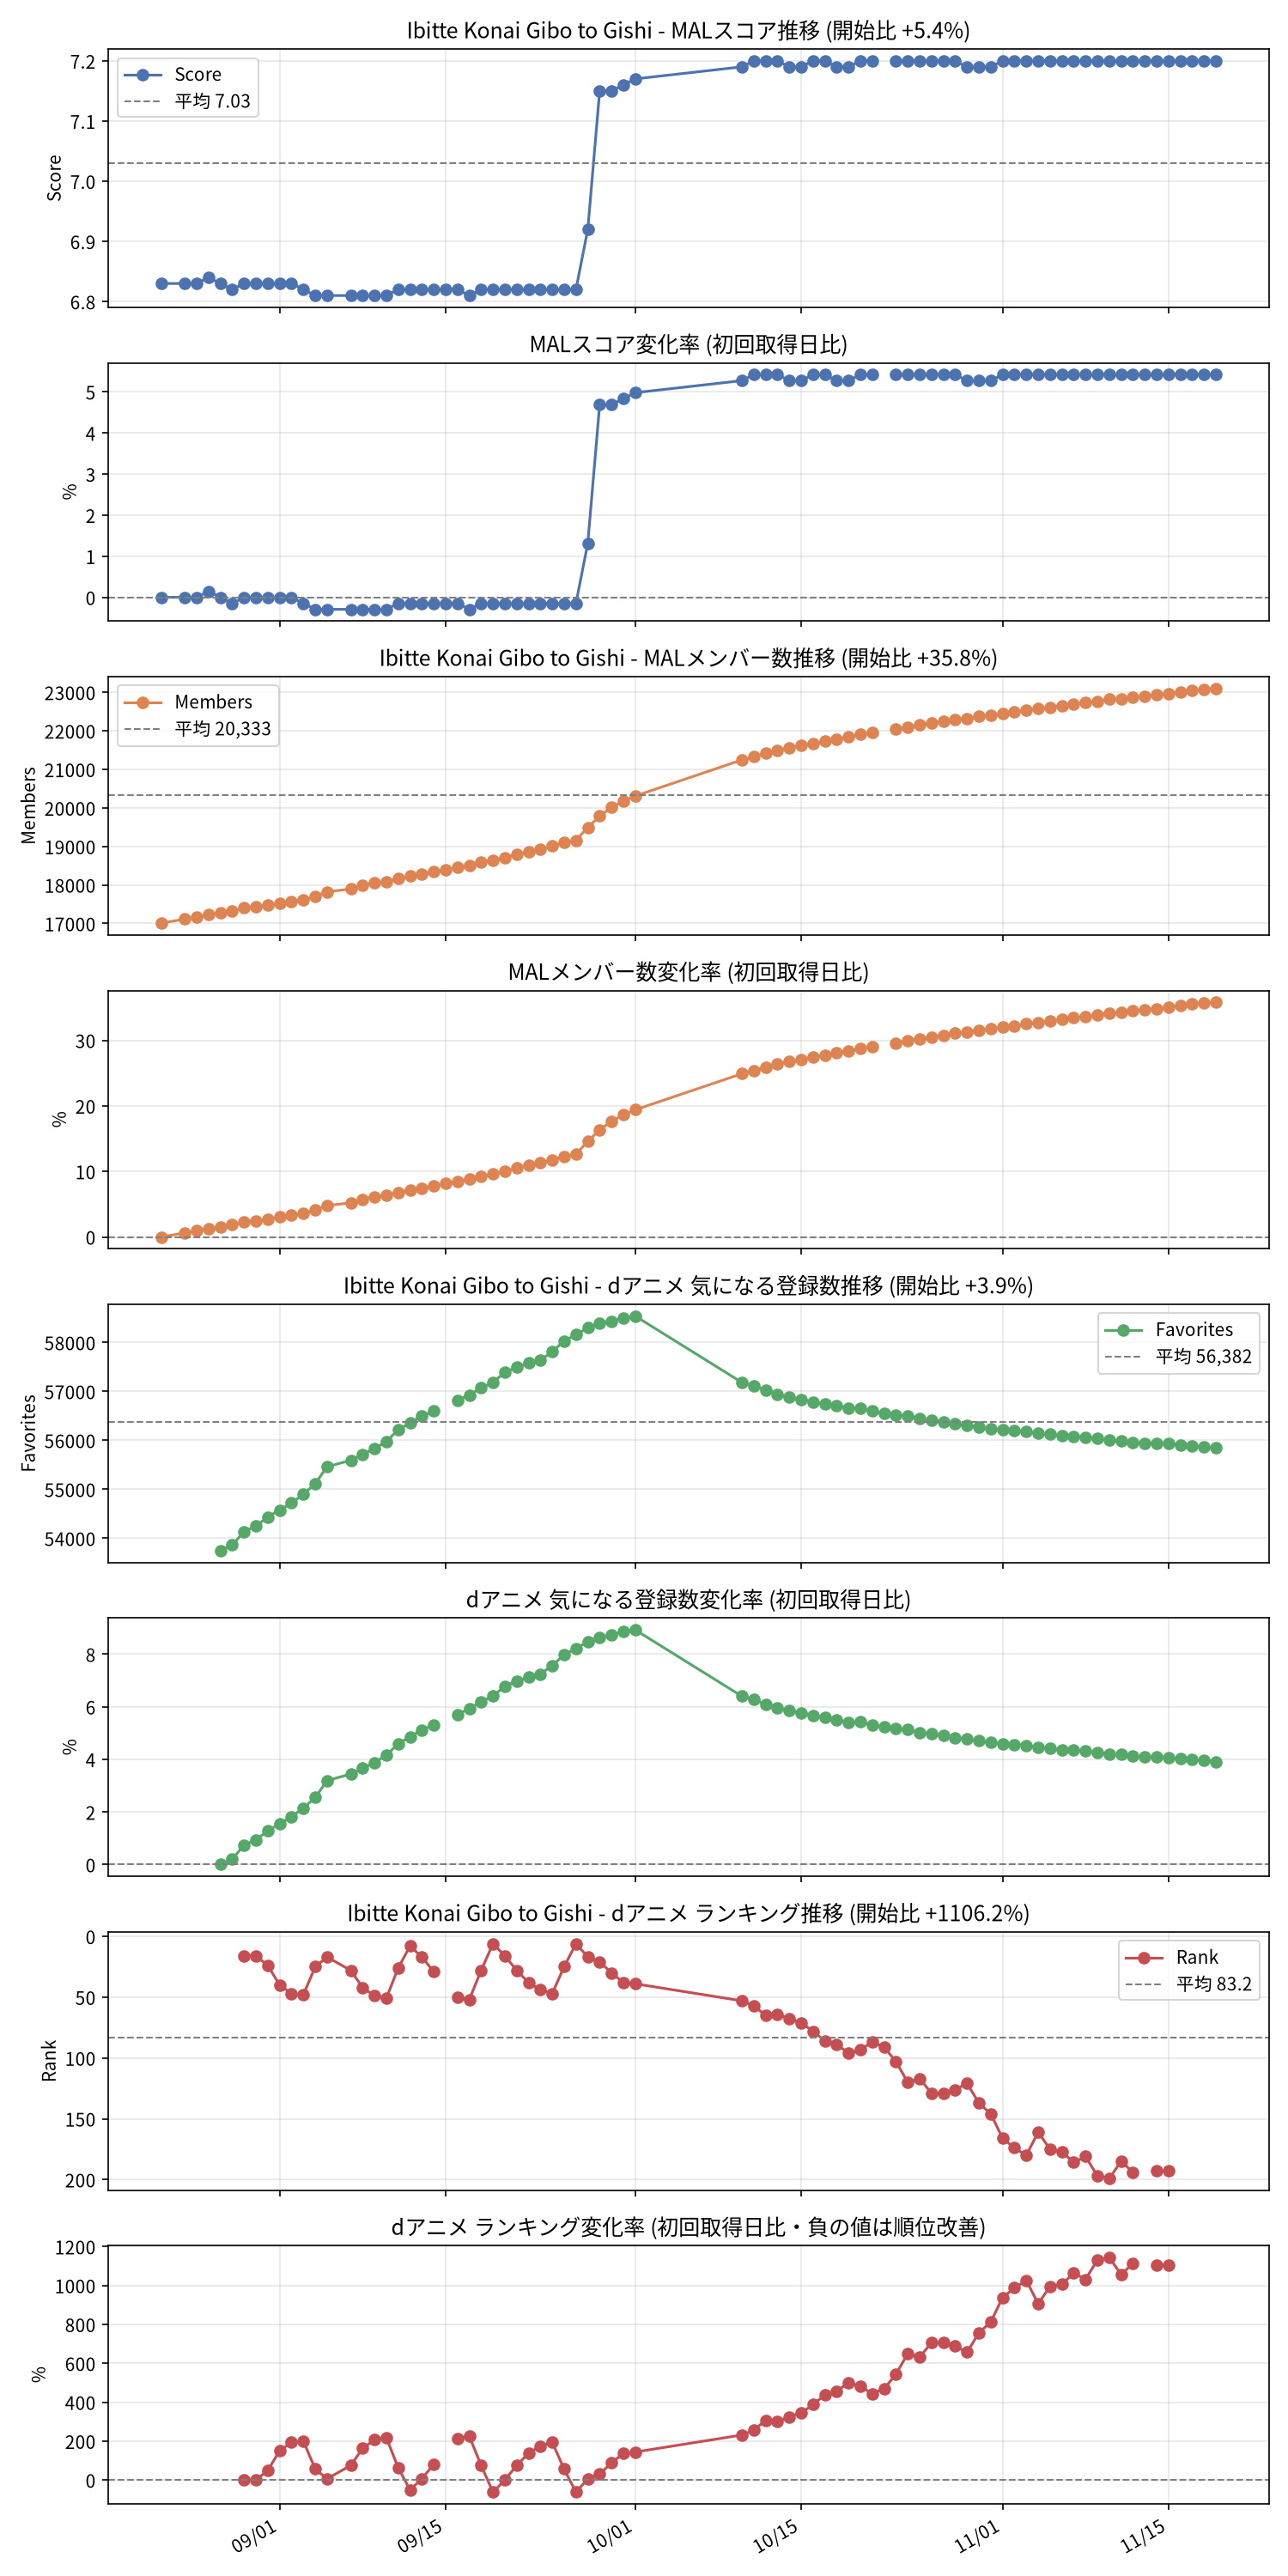 Ibitte Konai Gibo to Gishi - MALスコア推移 (開始比 +5.4%)
Score
平均 7.03
Score
7.2
7.1
7.0
6.9
6.8
MALスコア変化率 (初回取得日比)
%
5
4
3
2
1
0
Ibitte Konai Gibo to Gishi - MALメンバー数推移 (開始比 +35.8%)
Members
平均 20,333
Members
23000
22000
21000
20000
19000
18000
17000
MALメンバー数変化率 (初回取得日比)
%
30
20
10
0
Ibitte Konai Gibo to Gishi - dアニメ 気になる登録数推移 (開始比 +3.9%)
Favorites
平均 56,382
Favorites
58000
57000
56000
55000
54000
dアニメ 気になる登録数変化率 (初回取得日比)
%
8
6
4
2
0
Ibitte Konai Gibo to Gishi - dアニメ ランキング推移 (開始比 +1106.2%)
Rank
平均 83.2
Rank
0
50
100
150
200
dアニメ ランキング変化率 (初回取得日比・負の値は順位改善)
%
1200
1000
800
600
400
200
0
09/01
09/15
10/01
10/15
11/01
11/15